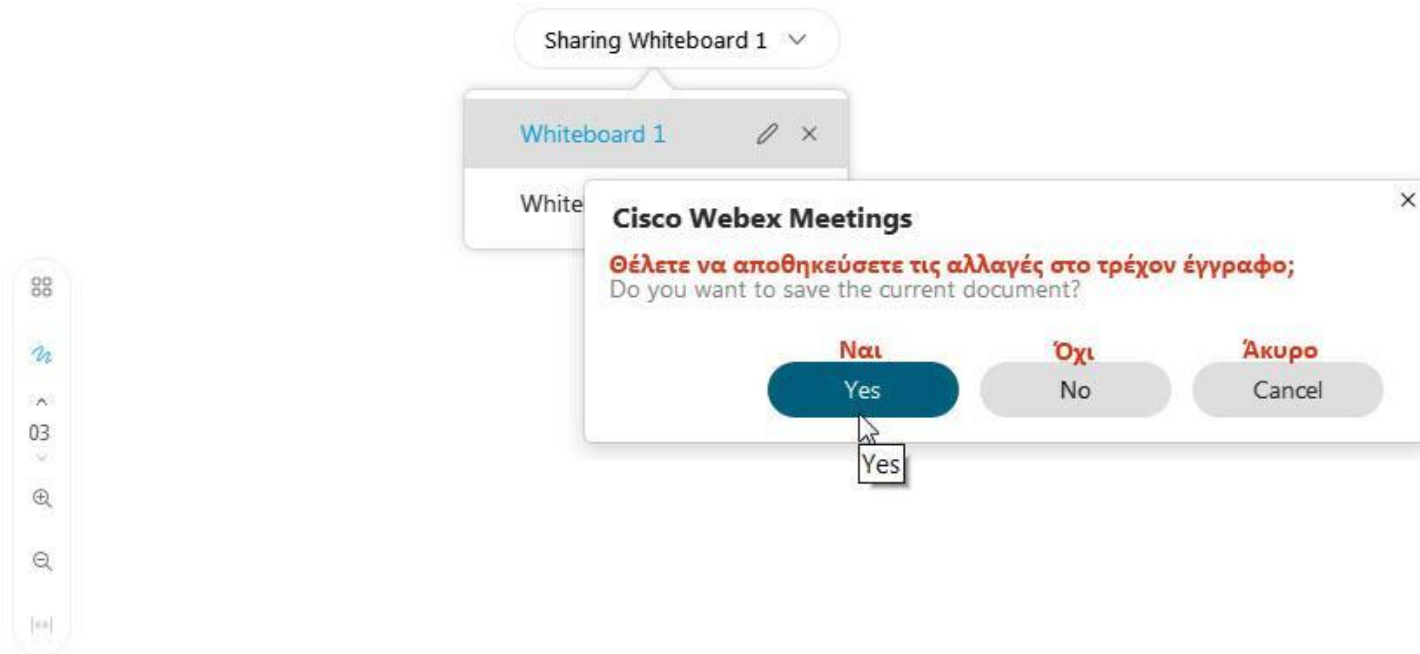 Sharing Whiteboard 1
Whiteboard 1
White
Cisco Webex Meetings
Θέλετε να αποθηκεύσετε τις αλλαγές στο τρέχον έγγραφο;
Do you want to save the current document?
Ναι Όχι Άκυρο
Yes No Cancel
Yes
03